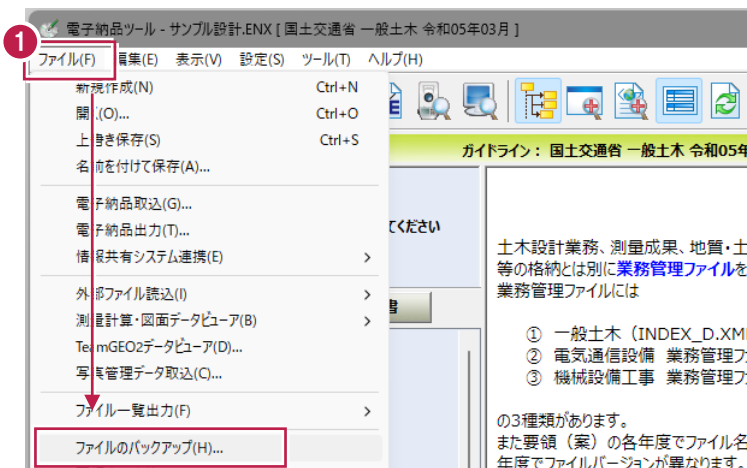 電子納品ツール - サンプル設計.ENX [ 国土交通省 一般土木 令和05年03月 ]
1
ファイル(F) 編集(E) 表示(V) 設定(S) ツール(T) ヘルプ(H)
新規作成(N) Ctrl+N
開く(O)... Ctrl+O
上書き保存(S) Ctrl+S
名前を付けて保存(A)...
電子納品取込(G)...
電子納品出力(T)...
情報共有システム連携(E) >
外部ファイル読込(I) >
測量計算・図面データビューア(B) >
TeamGEO2データビューア(D)...
写真管理データ取込(C)...
ファイル一覧出力(F) >
ファイルのバックアップ(H)...
ガイドライン： 国土交通省 一般土木 令和05年
てください
書
土木設計業務、測量成果、地質・土
等の格納とは別に業務管理ファイルを
業務管理ファイルには
① 一般土木（INDEX_D.XM
② 電気通信設備 業務管理フ
③ 機械設備工事 業務管理フ
の3種類があります。
また要領（案）の各年度でファイル名
年度でファイルバージョンが異なります。